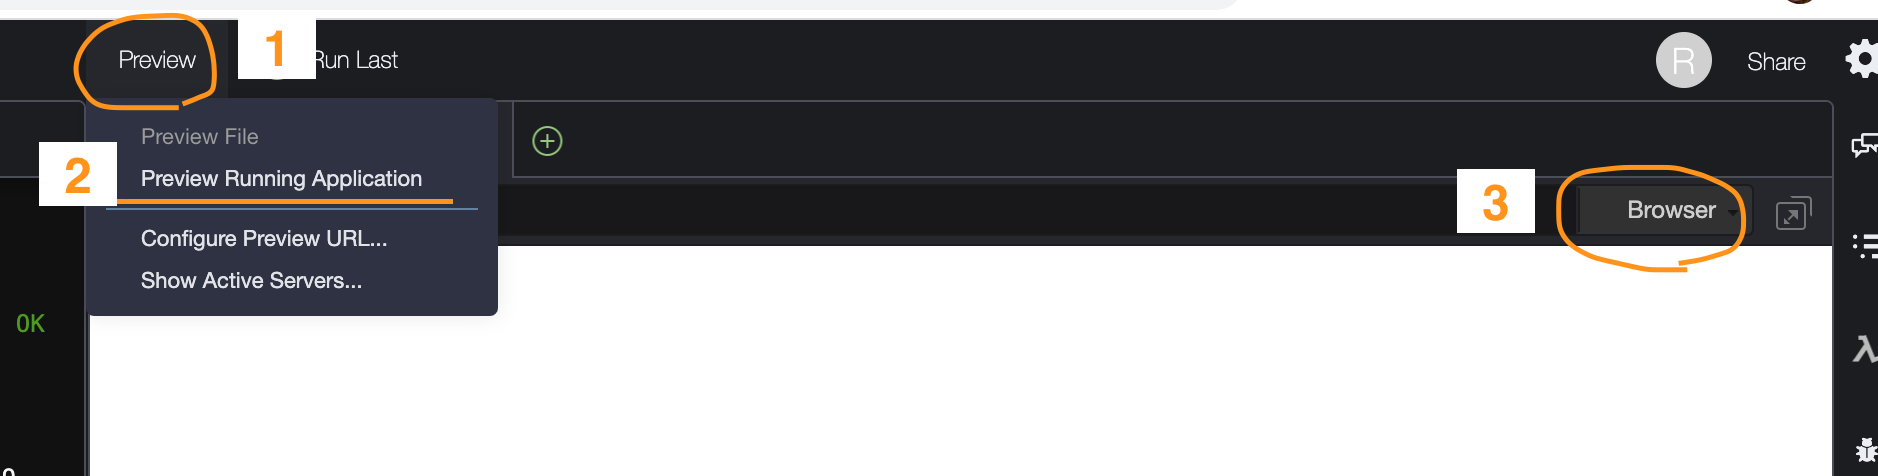 Preview
1
Run Last
R
Share
Preview File
2
Preview Running Application
3
Browser
Configure Preview URL...
Show Active Servers...
OK